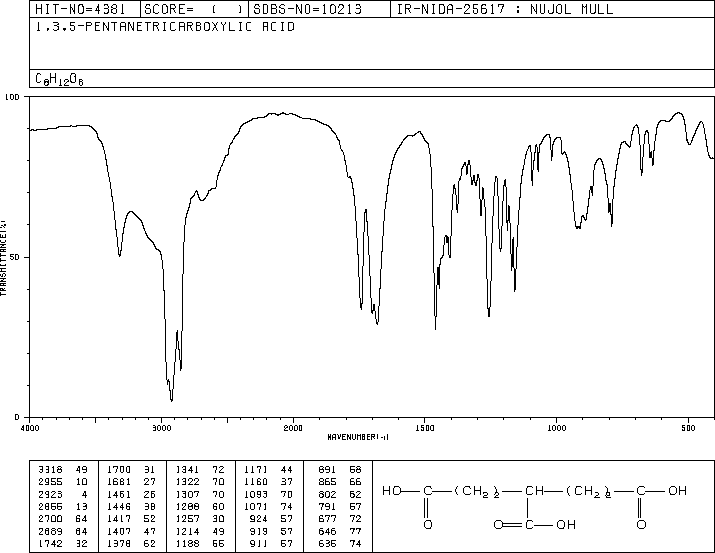 HIT-NO=4381 SCORE= ( ) SDBS-NO=10213 IR-NIDA-25617 : NUJOL MULL
1,3,5-PENTANETRICARBOXYLIC ACID
C8H12O6
100
50
0
TRANSMITTANCE(%)
4000 3000 2000 1500 1000 500
WAVENUMBER(-1)
3318 49 1700 31 1341 72 1171 44 891 58
2955 10 1681 27 1322 70 1160 37 865 66
2923 4 1461 26 1307 70 1093 70 802 62
2855 13 1446 38 1288 60 1071 74 791 57
2700 64 1417 52 1257 30 924 57 677 72
2689 64 1407 47 1214 49 919 57 646 77
1742 32 1378 62 1188 55 911 57 635 74
HO C (CH2)2 CH (CH2)2 C OH
O O C OH O